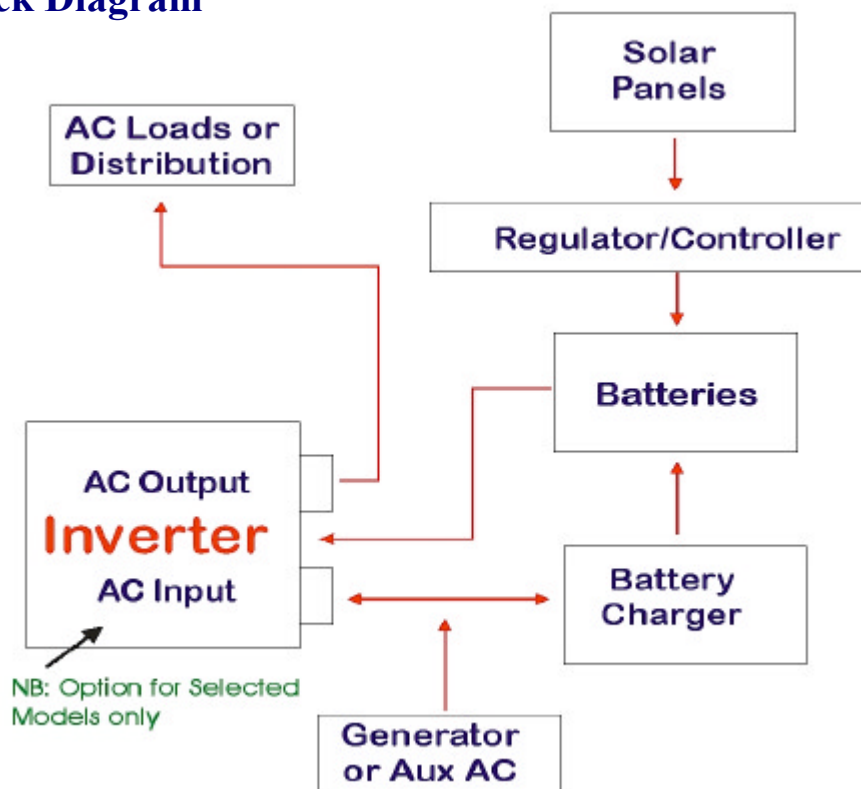 Diagram
Solar
Panels
AC Loads or
Distribution
Regulator/Controller
Batteries
AC Output
Inverter
AC Input
Battery
Charger
NB: Option for Selected
Models only
Generator
or Aux AC